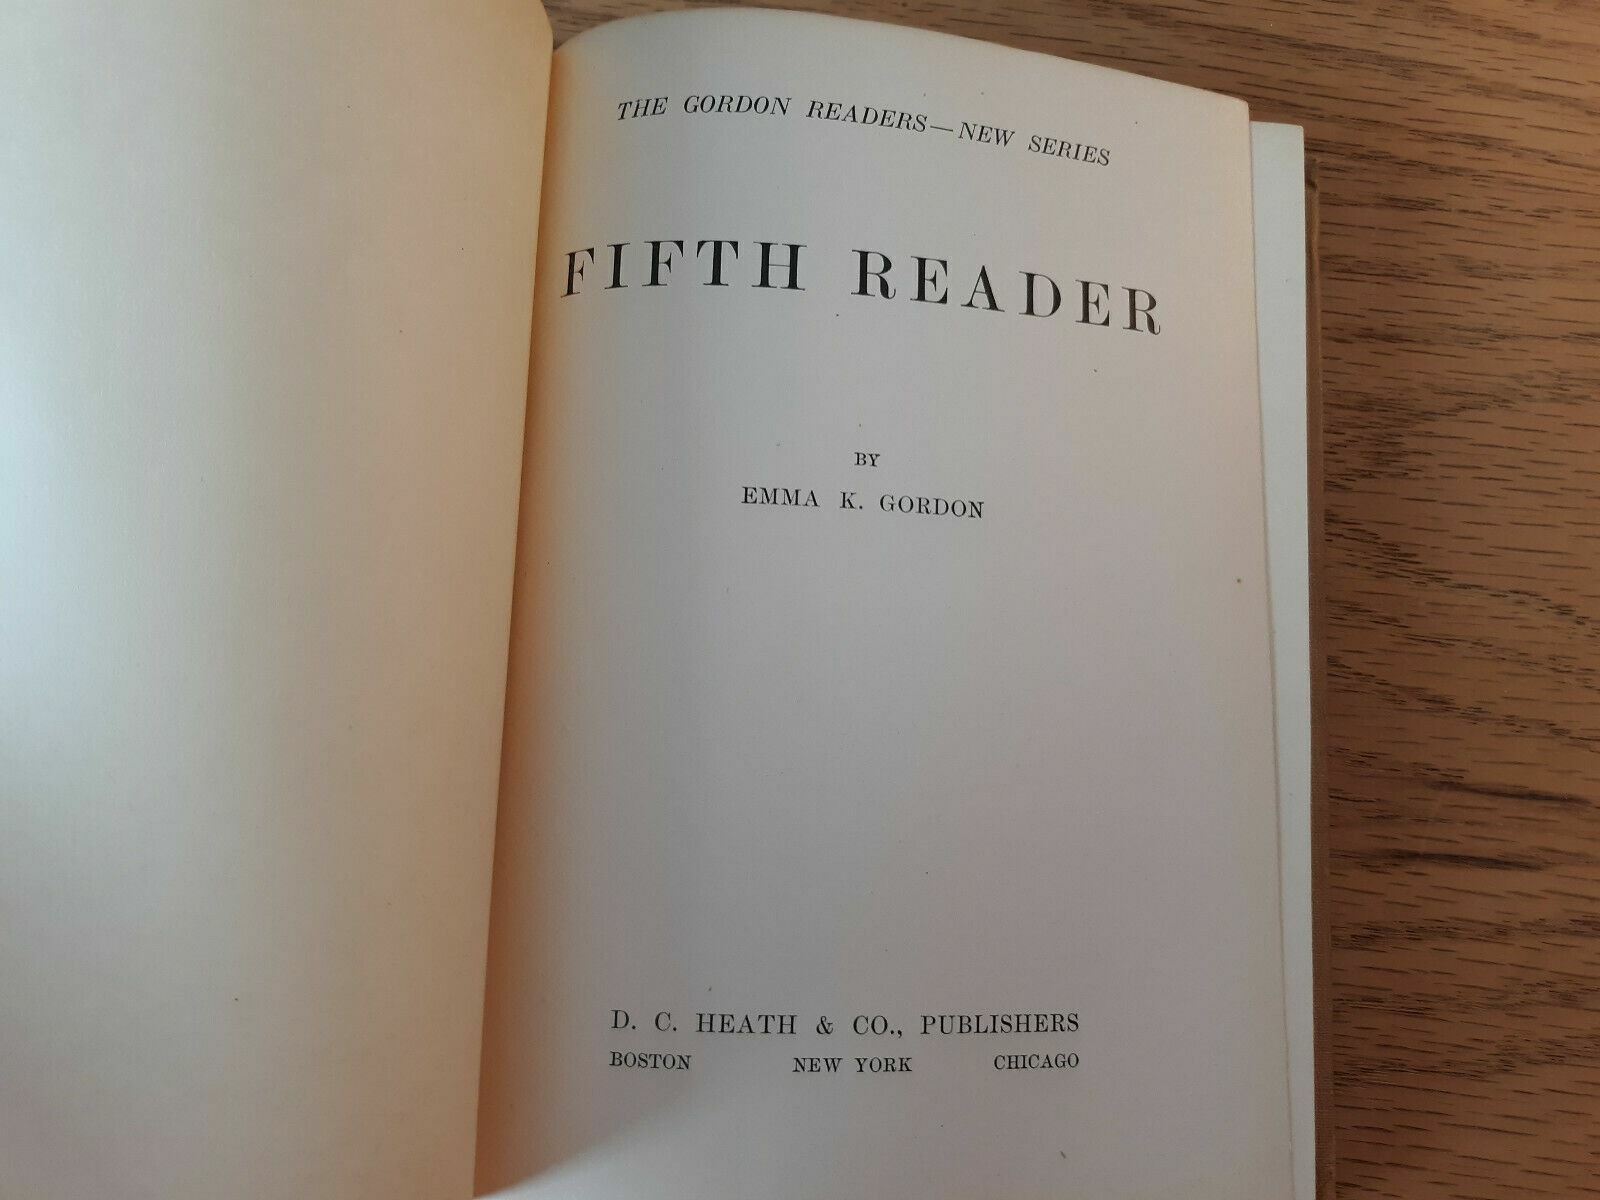 THE GORDON READERS—NEW SERIES
FIFTH READER
BY
EMMA K. GORDON
D. C. HEATH & CO., PUBLISHERS
BOSTON NEW YORK CHICAGO